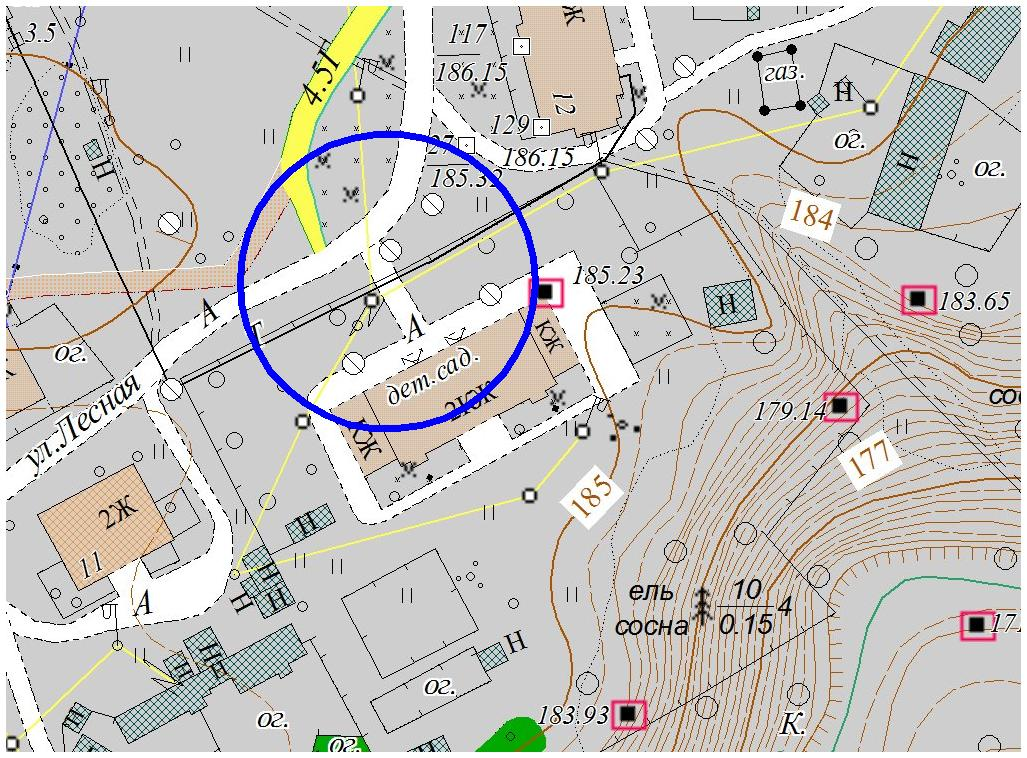 3.5
4.51
117
186.15
Ж
12
129
186.15
27
185.32
газ.
Н
ог.
Н
ог.
Н
184
185.23
Н
183.65
А
Т
А
кж
дет.сад.
2КЖ
КЖ
ог.
ул.Лесная
179.14
177
185
2Ж
11
А
Н
Н
Н
Н
ель
сосна
10
0.15
4
Н
Н
Н
Н
Н
ог.
ог.
ог.
183.93
К.